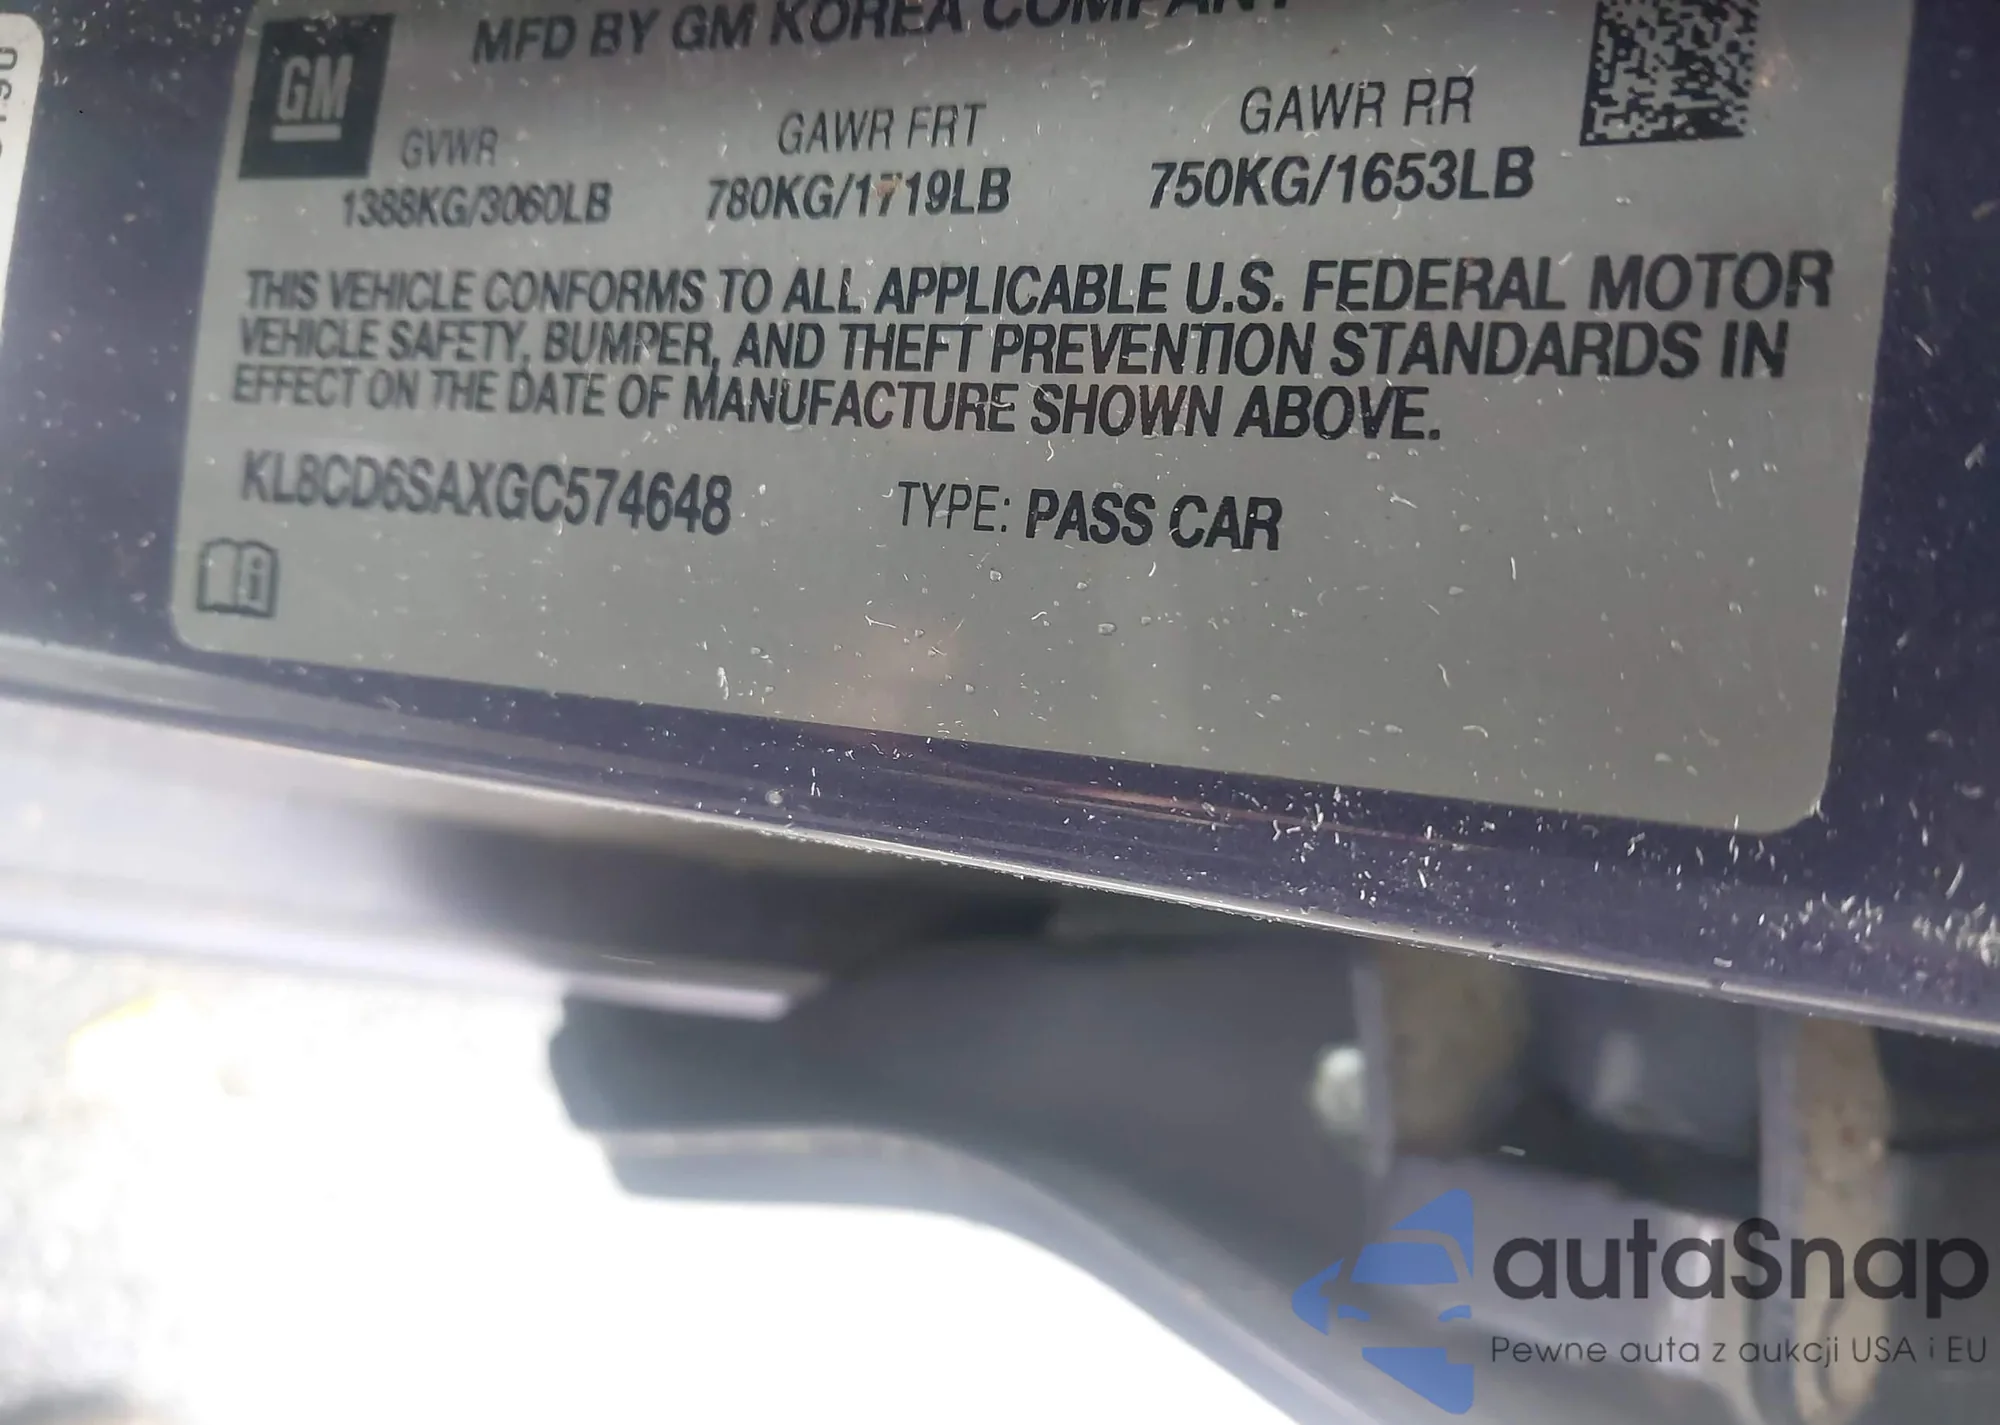 MFD BY GM KOREA COMPANY
GM
GVWR GAWR FRT GAWR RR
1388KG/3060LB 780KG/1719LB 750KG/1653LB
THIS VEHICLE CONFORMS TO ALL APPLICABLE U.S. FEDERAL MOTOR
VEHICLE SAFETY, BUMPER, AND THEFT PREVENTION STANDARDS IN
EFFECT ON THE DATE OF MANUFACTURE SHOWN ABOVE.
KL8CD6SAXGC574648 TYPE: PASS CAR
autaSnap
Pewne auta z aukcji USA i EU